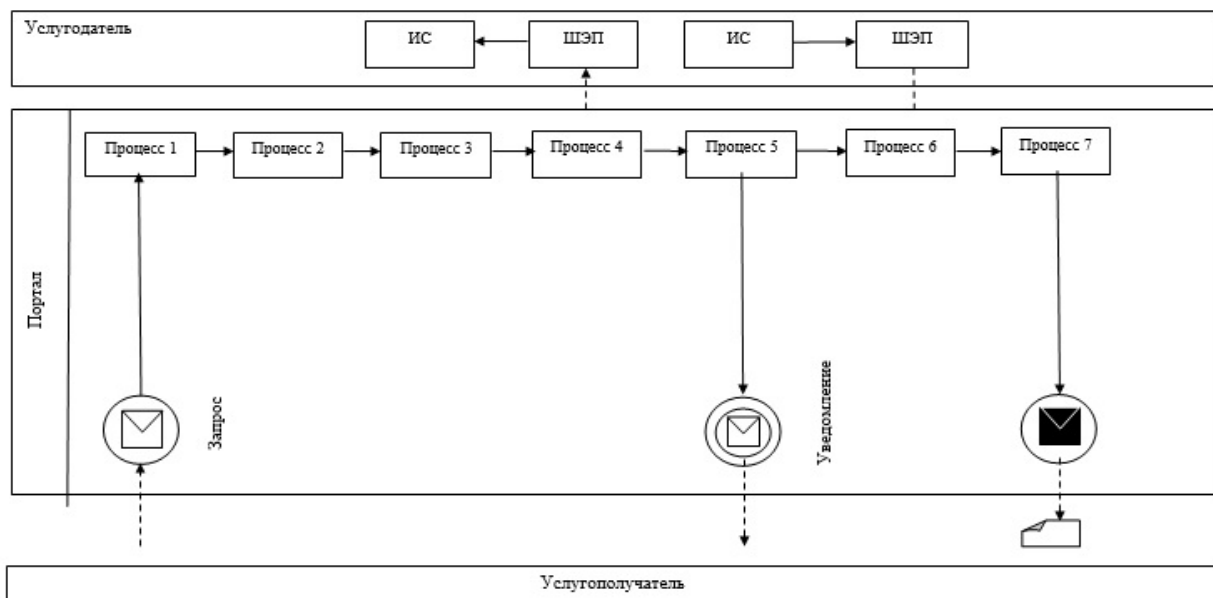 Услугодатель
ИС
ШЭП
ИС
ШЭП
Портал
Процесс 1
Процесс 2
Процесс 3
Процесс 4
Процесс 5
Процесс 6
Процесс 7
Запрос
Уведомление
Услугополучатель